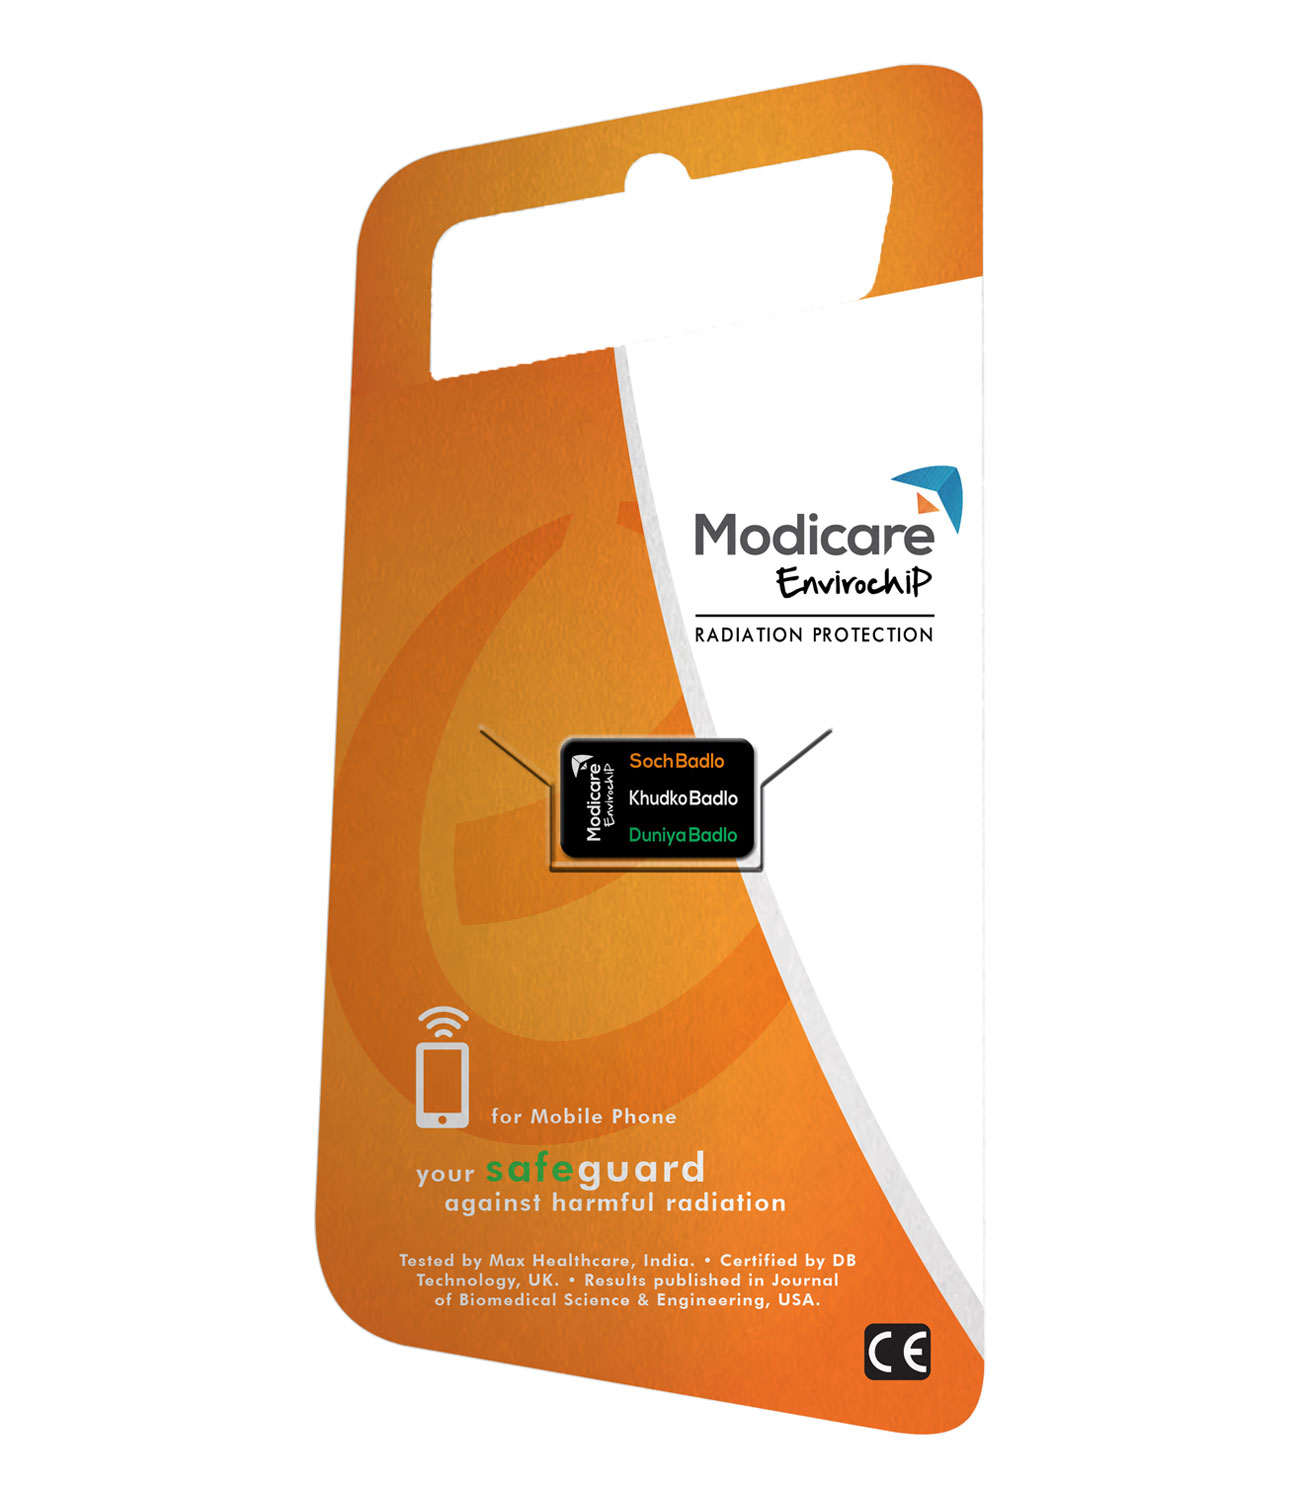 Modicare
EnvirochiP
RADIATION PROTECTION
Modicare
EnvirochiP
SochBadlo
KhudkoBadlo
DuniyaBadlo
for Mobile Phone
your safeguard
against harmful radiation
Tested by Max Healthcare, India. • Certified by DB
Technology, UK. • Results published in Journal
of Biomedical Science & Engineering, USA.
CE